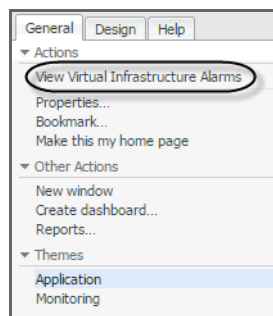 General Design Help
Actions
View Virtual Infrastructure Alarms
Properties...
Bookmark...
Make this my home page
Other Actions
New window
Create dashboard...
Reports...
Themes
Application
Monitoring